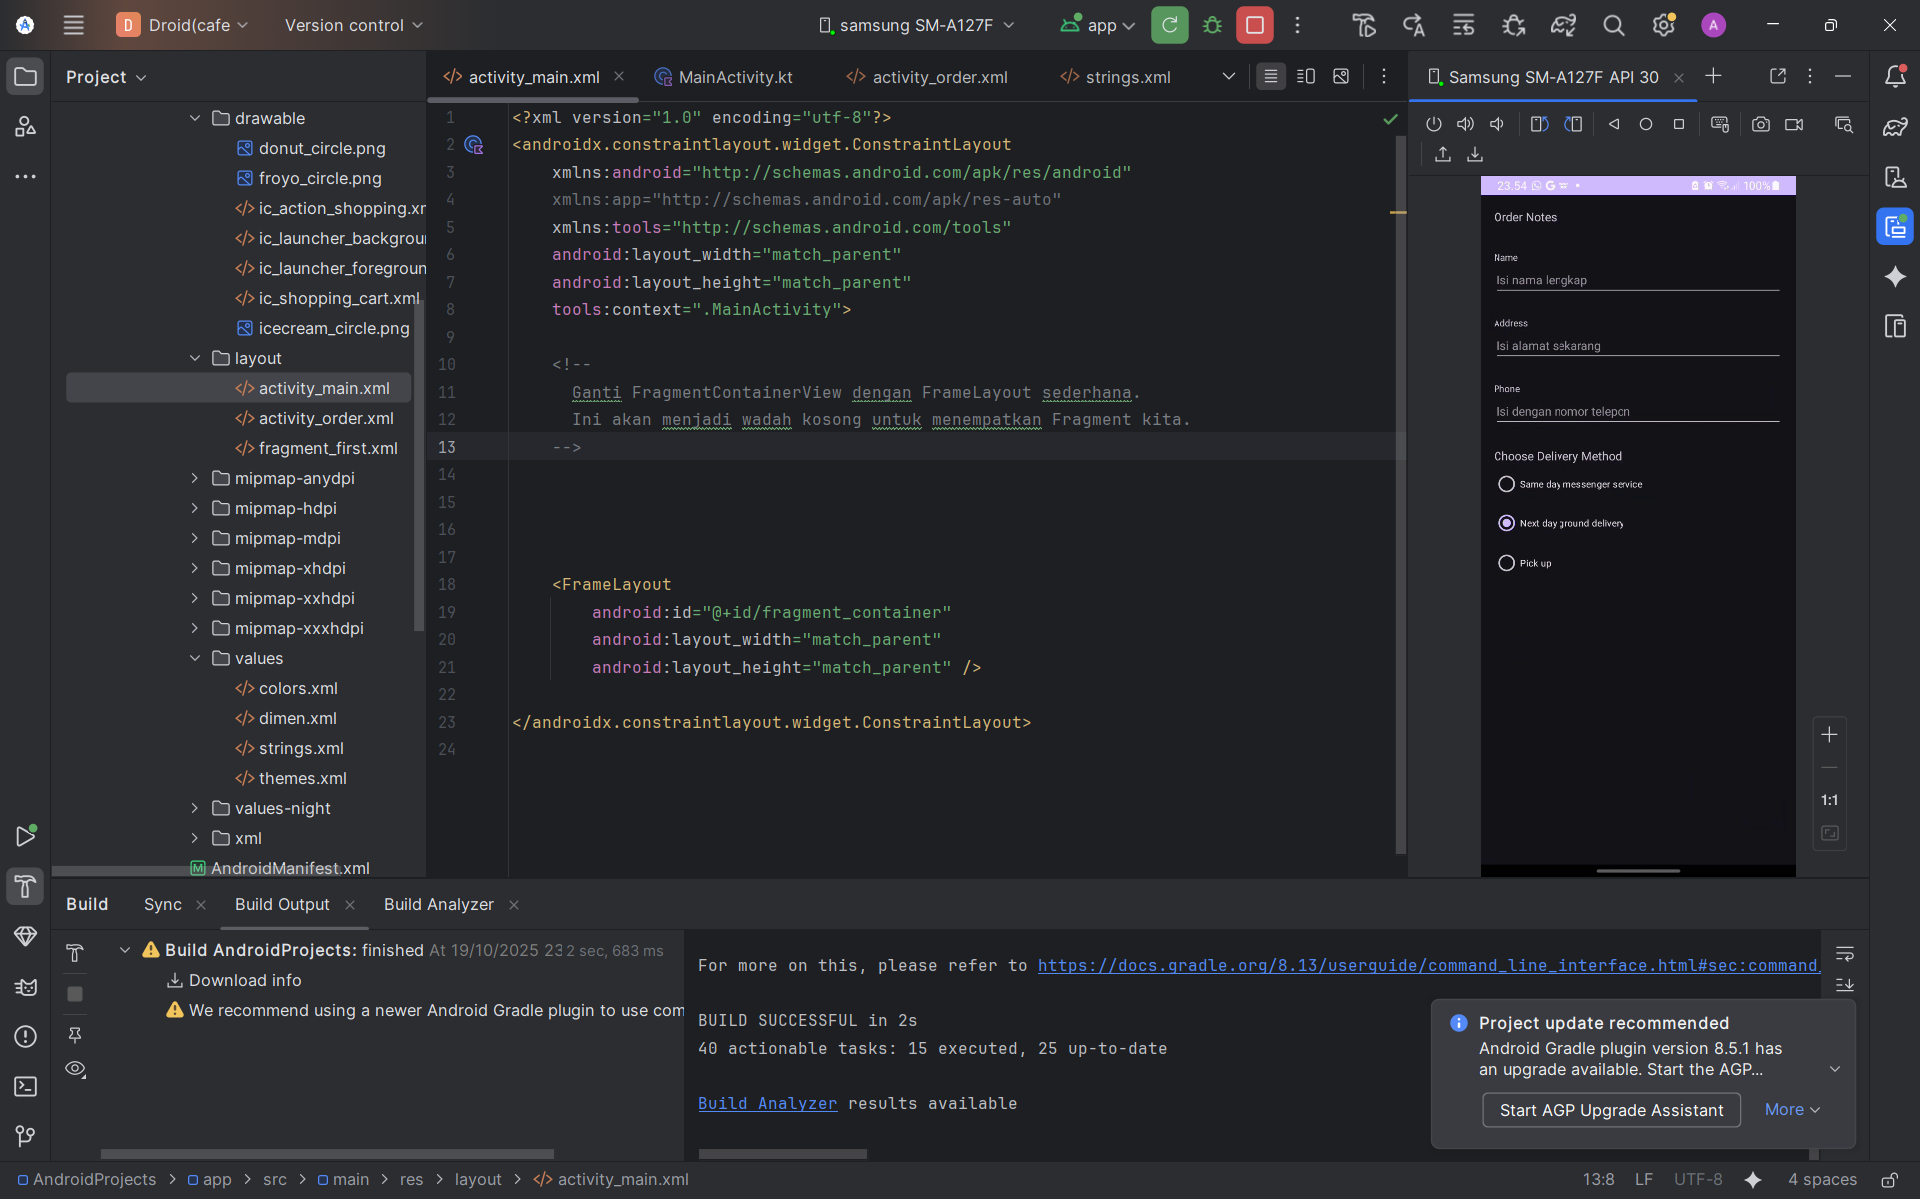 D Droid(cafe Version control samsung SM-A127F app A
Project
drawable
donut_circle.png
froyo_circle.png
ic_action_shopping.xm
ic_launcher_backgroun
ic_launcher_foregroun
ic_shopping_cart.xml
icecream_circle.png
layout
activity_main.xml
activity_order.xml
fragment_first.xml
mipmap-anydpi
mipmap-hdpi
mipmap-mdpi
mipmap-xhdpi
mipmap-xxhdpi
mipmap-xxxhdpi
values
colors.xml
dimen.xml
strings.xml
themes.xml
values-night
xml
AndroidManifest.xml
activity_main.xml MainActivity.kt activity_order.xml strings.xml
1 <?xml version="1.0" encoding="utf-8"?>
2 <androidx.constraintlayout.widget.ConstraintLayout
3 xmlns:android="http://schemas.android.com/apk/res/android"
4 xmlns:app="http://schemas.android.com/apk/res-auto"
5 xmlns:tools="http://schemas.android.com/tools"
6 android:layout_width="match_parent"
7 android:layout_height="match_parent"
8 tools:context=".MainActivity">
9
10 <!--
11 Ganti FragmentContainerView dengan FrameLayout sederhana.
12 Ini akan menjadi wadah kosong untuk menempatkan Fragment kita.
13 -->
14
15
16
17
18 <FrameLayout
19 android:id="@+id/fragment_container"
20 android:layout_width="match_parent"
21 android:layout_height="match_parent" />
22
23 </androidx.constraintlayout.widget.ConstraintLayout>
24
Samsung SM-A127F API 30
23.54 100%
Order Notes
Name
Isi nama lengkap
Address
Isi alamat sekarang
Phone
Isi dengan nomor telepon
Choose Delivery Method
Same day messenger service
Next day ground delivery
Pick up
1:1
Build Sync Build Output Build Analyzer
Build AndroidProjects: finished At 19/10/2025 23 2 sec, 683 ms
Download info
We recommend using a newer Android Gradle plugin to use com
For more on this, please refer to https://docs.gradle.org/8.13/userguide/command_line_interface.html#sec:command_
BUILD SUCCESSFUL in 2s
40 actionable tasks: 15 executed, 25 up-to-date
Build Analyzer results available
Project update recommended
Android Gradle plugin version 8.5.1 has
an upgrade available. Start the AGP...
Start AGP Upgrade Assistant More
AndroidProjects > app > src > main > res > layout > activity_main.xml 13:8 LF UTF-8 4 spaces